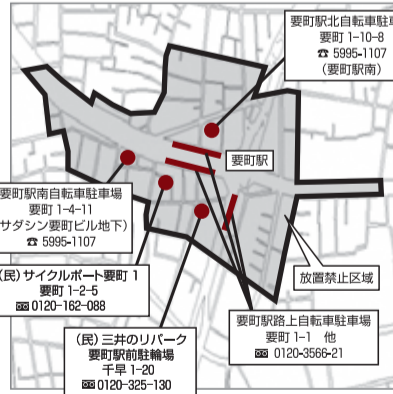 要町駅北自転車駐車
要町 1-10-8
☎ 5995-1107
(要町駅南)
要町駅
要町駅南自転車駐車場
要町 1-4-11
サダシン要町ビル地下)
☎ 5995-1107
(民)サイクルポート要町 1
要町 1-2-5
0120-162-088
(民)三井のリパーク
要町駅前駐輪場
千早 1-20
0120-325-130
放置禁止区域
要町駅路上自転車駐車場
要町 1-1 他
0120-3566-21